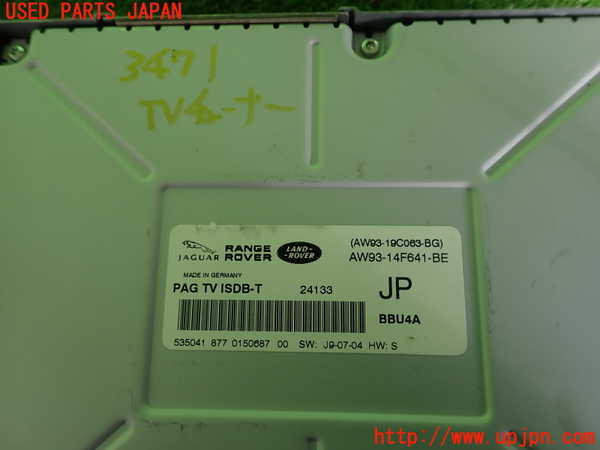 USED PARTS JAPAN
3471
TVチューナー
JAGUAR
RANGE ROVER
LAND-ROVER
(AW93-19C063-BG)
AW93-14F641-BE
MADE IN GERMANY
PAG TV ISDB-T 24133 JP
BBU4A
535041 877 0150687 00 SW: J9-07-04 HW: S
http://www.upjpn.com/